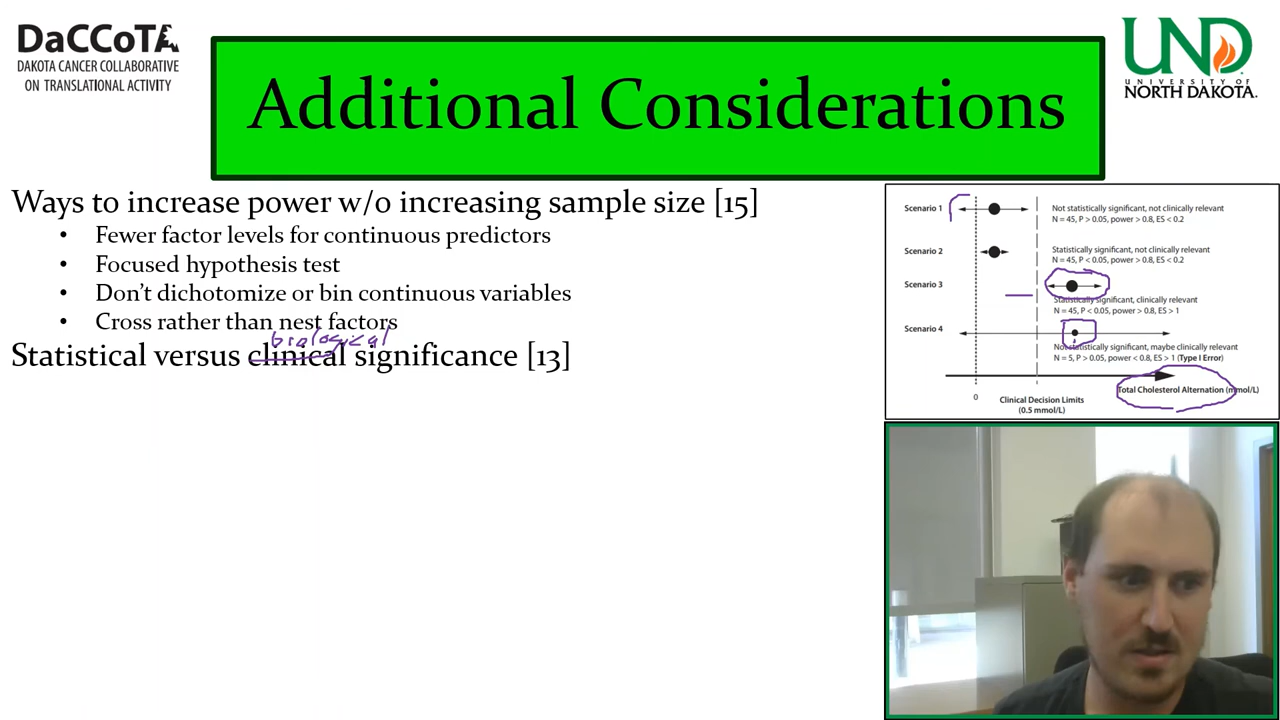 DaCCoTA
DAKOTA CANCER COLLABORATIVE
ON TRANSLATIONAL ACTIVITY
Additional Considerations
UND
UNIVERSITY OF
NORTH DAKOTA.
Ways to increase power w/o increasing sample size [15]
• Fewer factor levels for continuous predictors
• Focused hypothesis test
• Don't dichotomize or bin continuous variables
• Cross rather than nest factors
biological
Statistical versus clinical significance [13]
Scenario 1
Not statistically significant, not clinically relevant
N = 45, P > 0.05, power > 0.8, ES < 0.2
Scenario 2
Statistically significant, not clinically relevant
N = 45, P < 0.05, power > 0.8, ES < 0.2
Scenario 3
Statistically significant, clinically relevant
N = 45, P < 0.05, power > 0.8, ES > 1
Scenario 4
Not statistically significant, maybe clinically relevant
N = 5, P > 0.05, power < 0.8, ES > 1 (Type I Error)
Total Cholesterol Alternation (mmol/L)
0
Clinical Decision Limits
(0.5 mmol/L)